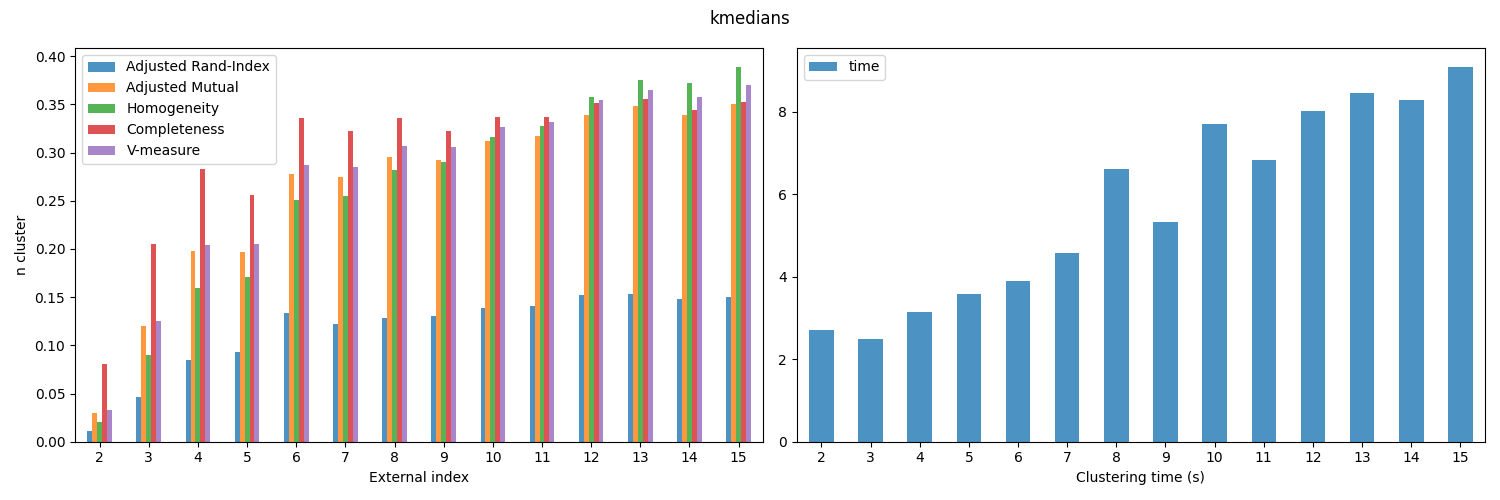 kmedians
0.40
0.35
0.30
0.25
0.20
0.15
0.10
0.05
0.00
n cluster
Adjusted Rand-Index
Adjusted Mutual
Homogeneity
Completeness
V-measure
2 3 4 5 6 7 8 9 10 11 12 13 14 15
External index
8
6
4
2
0
time
2 3 4 5 6 7 8 9 10 11 12 13 14 15
Clustering time (s)